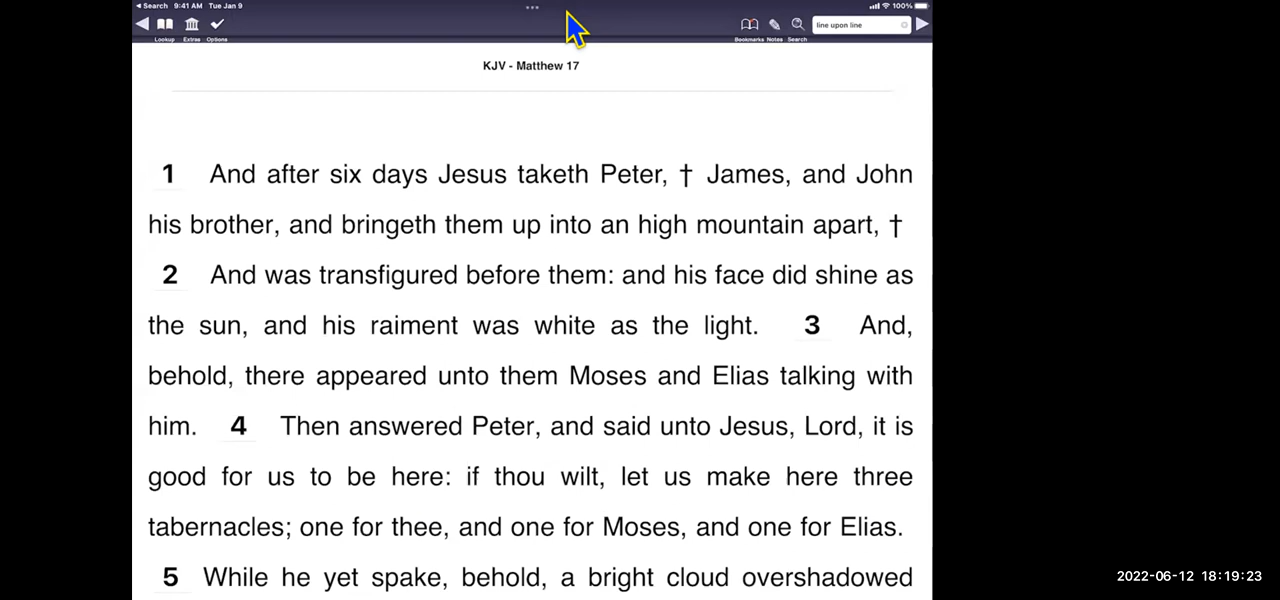 Search 9:41 AM Tue Jan 9 100%
Lookup Extras Options Bookmarks Notes Search line upon line
KJV - Matthew 17
1 And after six days Jesus taketh Peter, † James, and John
his brother, and bringeth them up into an high mountain apart, †
2 And was transfigured before them: and his face did shine as
the sun, and his raiment was white as the light. 3 And,
behold, there appeared unto them Moses and Elias talking with
him. 4 Then answered Peter, and said unto Jesus, Lord, it is
good for us to be here: if thou wilt, let us make here three
tabernacles; one for thee, and one for Moses, and one for Elias.
5 While he yet spake, behold, a bright cloud overshadowed
2022-06-12 18:19:23